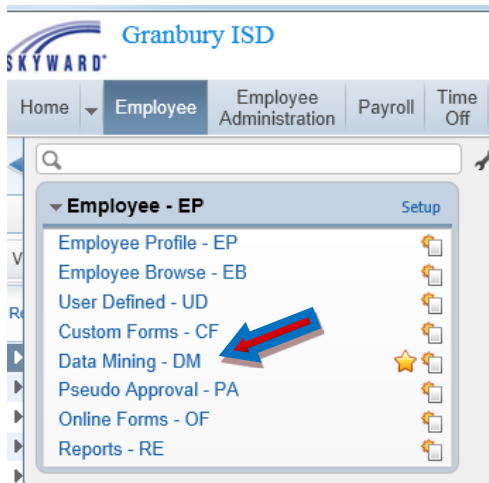 Granbury ISD
SKYWARD
Home
Employee
Employee
Administration
Payroll
Time
Off
Employee - EP
Setup
Employee Profile - EP
Employee Browse - EB
User Defined - UD
Custom Forms - CF
Data Mining - DM
Pseudo Approval - PA
Online Forms - OF
Reports - RE
V
Re